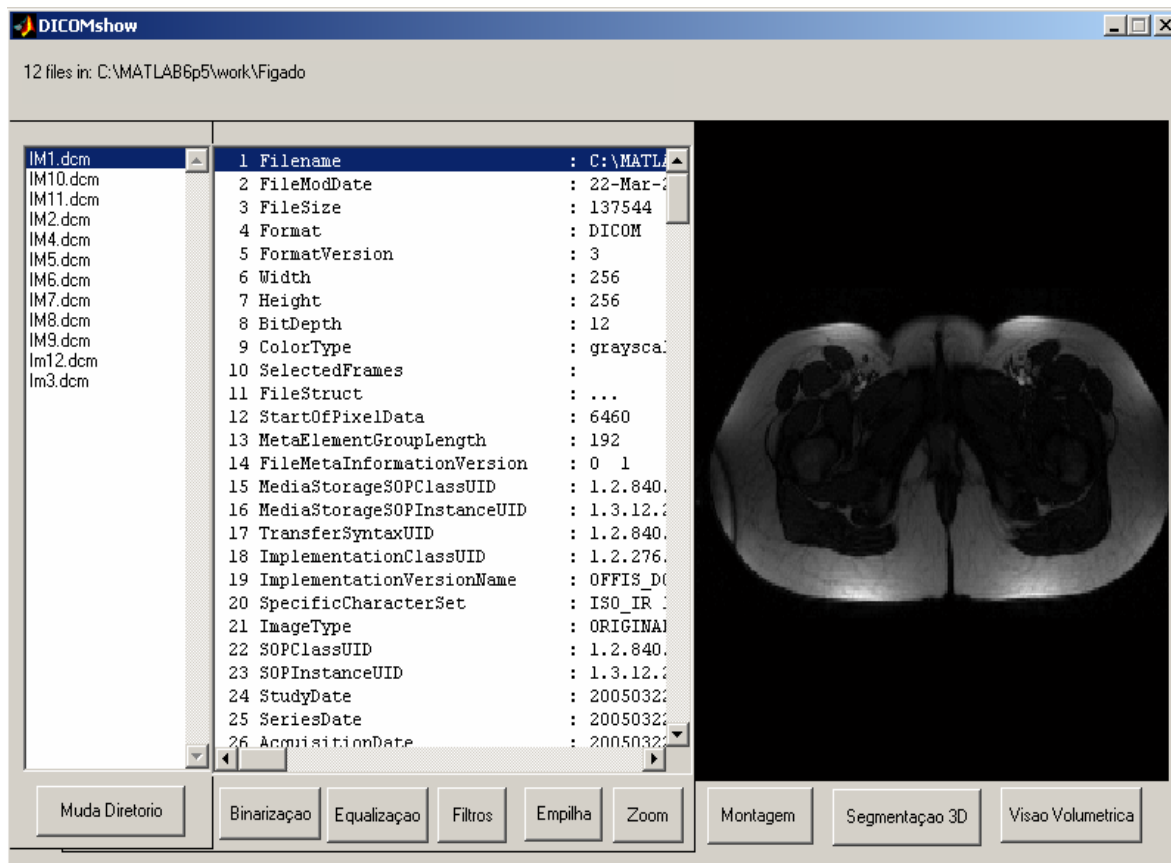 DICOMshow
12 files in: C:\MATLAB6p5\work\Figado
IM1.dcm
IM10.dcm
IM11.dcm
IM2.dcm
IM4.dcm
IM5.dcm
IM6.dcm
IM7.dcm
IM8.dcm
IM9.dcm
Im12.dcm
Im3.dcm
1 Filename : C:\MATLA
2 FileModDate : 22-Mar-2
3 FileSize : 137544
4 Format : DICOM
5 FormatVersion : 3
6 Width : 256
7 Height : 256
8 BitDepth : 12
9 ColorType : grayscal
10 SelectedFrames :
11 FileStruct : ...
12 StartOfPixelData : 6460
13 MetaElementGroupLength : 192
14 FileMetaInformationVersion : 0 1
15 MediaStorageSOPClassUID : 1.2.840.
16 MediaStorageSOPInstanceUID : 1.3.12.2
17 TransferSyntaxUID : 1.2.840.
18 ImplementationClassUID : 1.2.276.
19 ImplementationVersionName : OFFIS_DC
20 SpecificCharacterSet : ISO_IR 1
21 ImageType : ORIGINAL
22 SOPClassUID : 1.2.840.
23 SOPInstanceUID : 1.3.12.2
24 StudyDate : 20050322
25 SeriesDate : 20050322
26 AcquisitionDate : 20050322
Muda Diretorio
Binarizaçao
Equalizaçao
Filtros
Empilha
Zoom
Montagem
Segmentaçao 3D
Visao Volumetrica